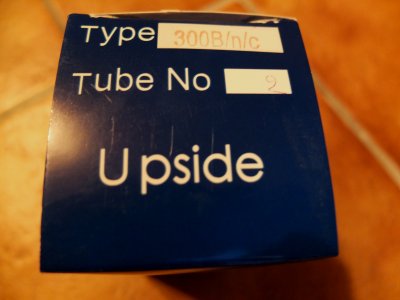 Type 300B/n/c
Tube No 2
Upside